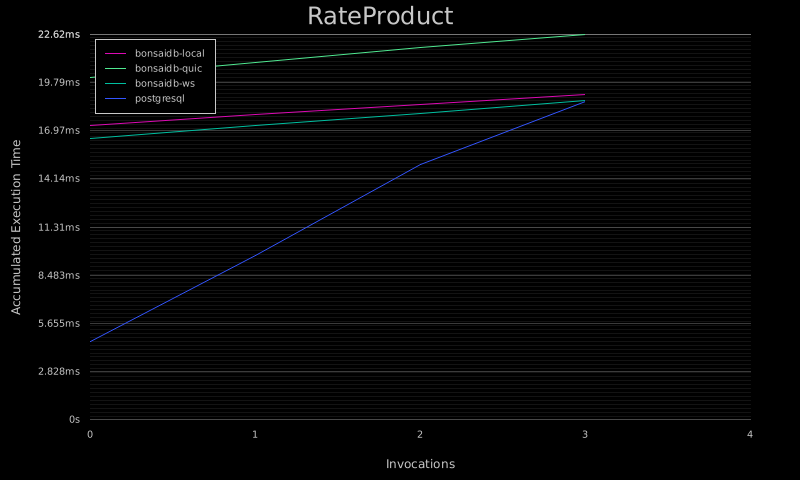 RateProduct
22.62ms
bonsaidb-local
bonsaidb-quic
bonsaidb-ws
postgresql
19.79ms
16.97ms
14.14ms
11.31ms
8.483ms
5.655ms
2.828ms
0s
Accumulated Execution Time
0 1 2 3 4
Invocations